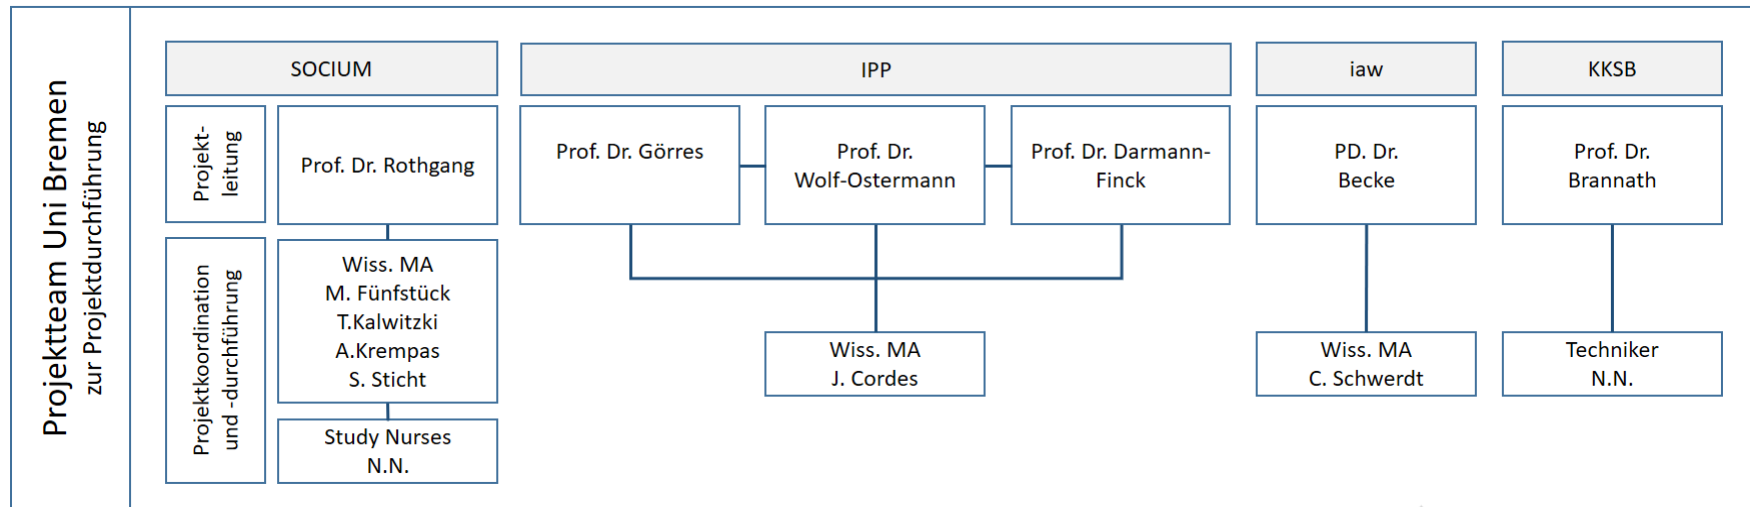 Projektteam Uni Bremen
zur Projektdurchführung
SOCIUM
IPP
iaw
KKSB
Projekt-
leitung
Prof. Dr. Rothgang
Prof. Dr. Görres
Prof. Dr.
Wolf-Ostermann
Prof. Dr. Darmann-
Finck
PD. Dr.
Becke
Prof. Dr.
Brannath
Projektkoordination
und -durchführung
Wiss. MA
M. Fünfstück
T.Kalwitzki
A.Krempas
S. Sticht
Study Nurses
N.N.
Wiss. MA
J. Cordes
Wiss. MA
C. Schwerdt
Techniker
N.N.